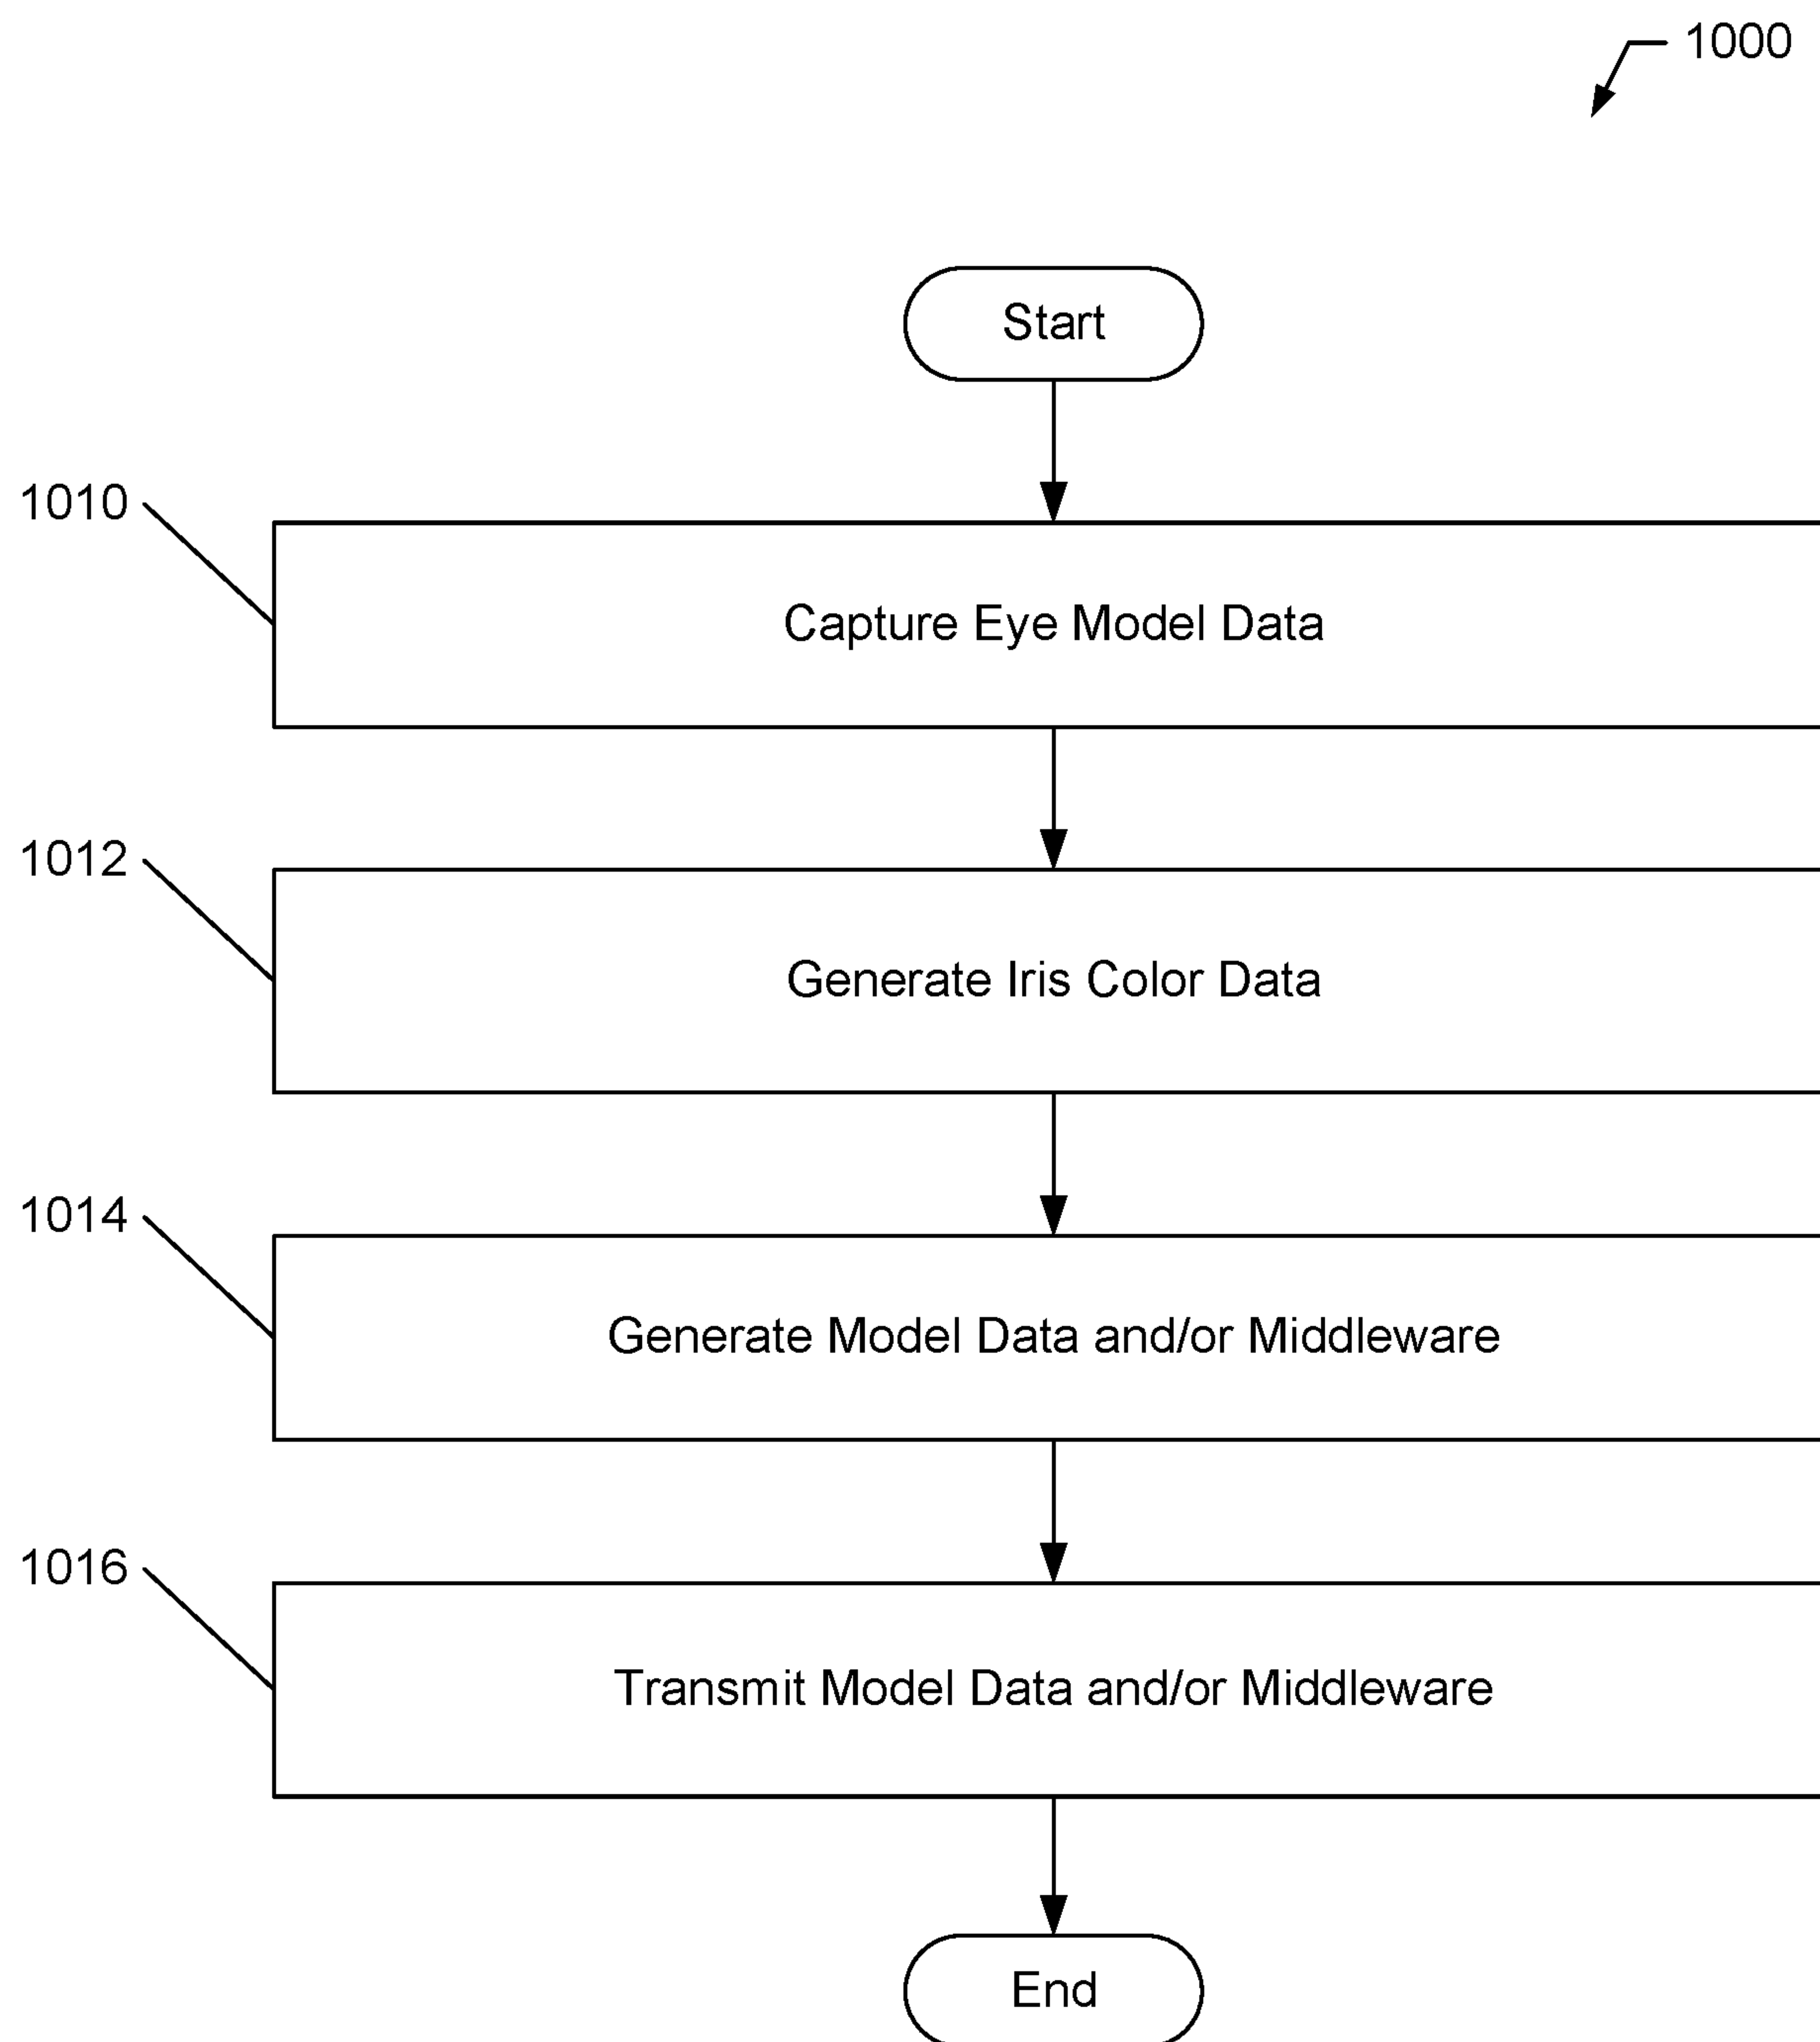 1000
Start
1010
Capture Eye Model Data
1012
Generate Iris Color Data
1014
Generate Model Data and/or Middleware
1016
Transmit Model Data and/or Middleware
End